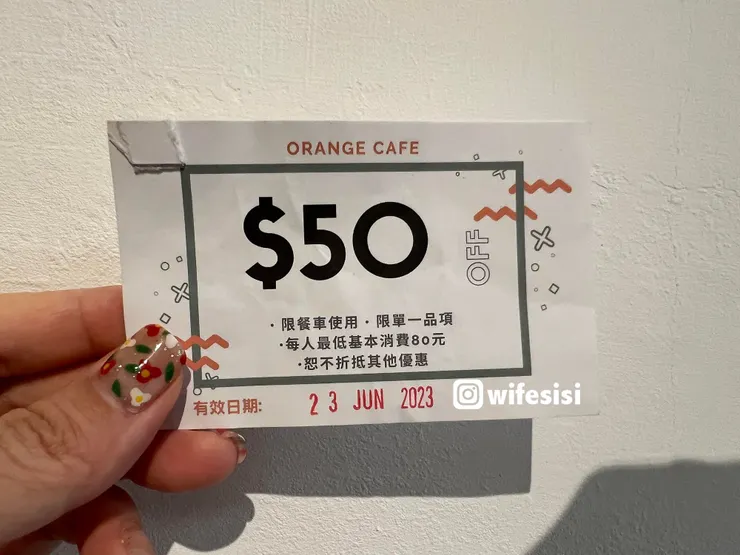 ORANGE CAFE
$50
OFF
·限餐車使用·限單一品項
·每人最低基本消費80元
·恕不折抵其他優惠
有效日期: 23 JUN 2023
wifesisi